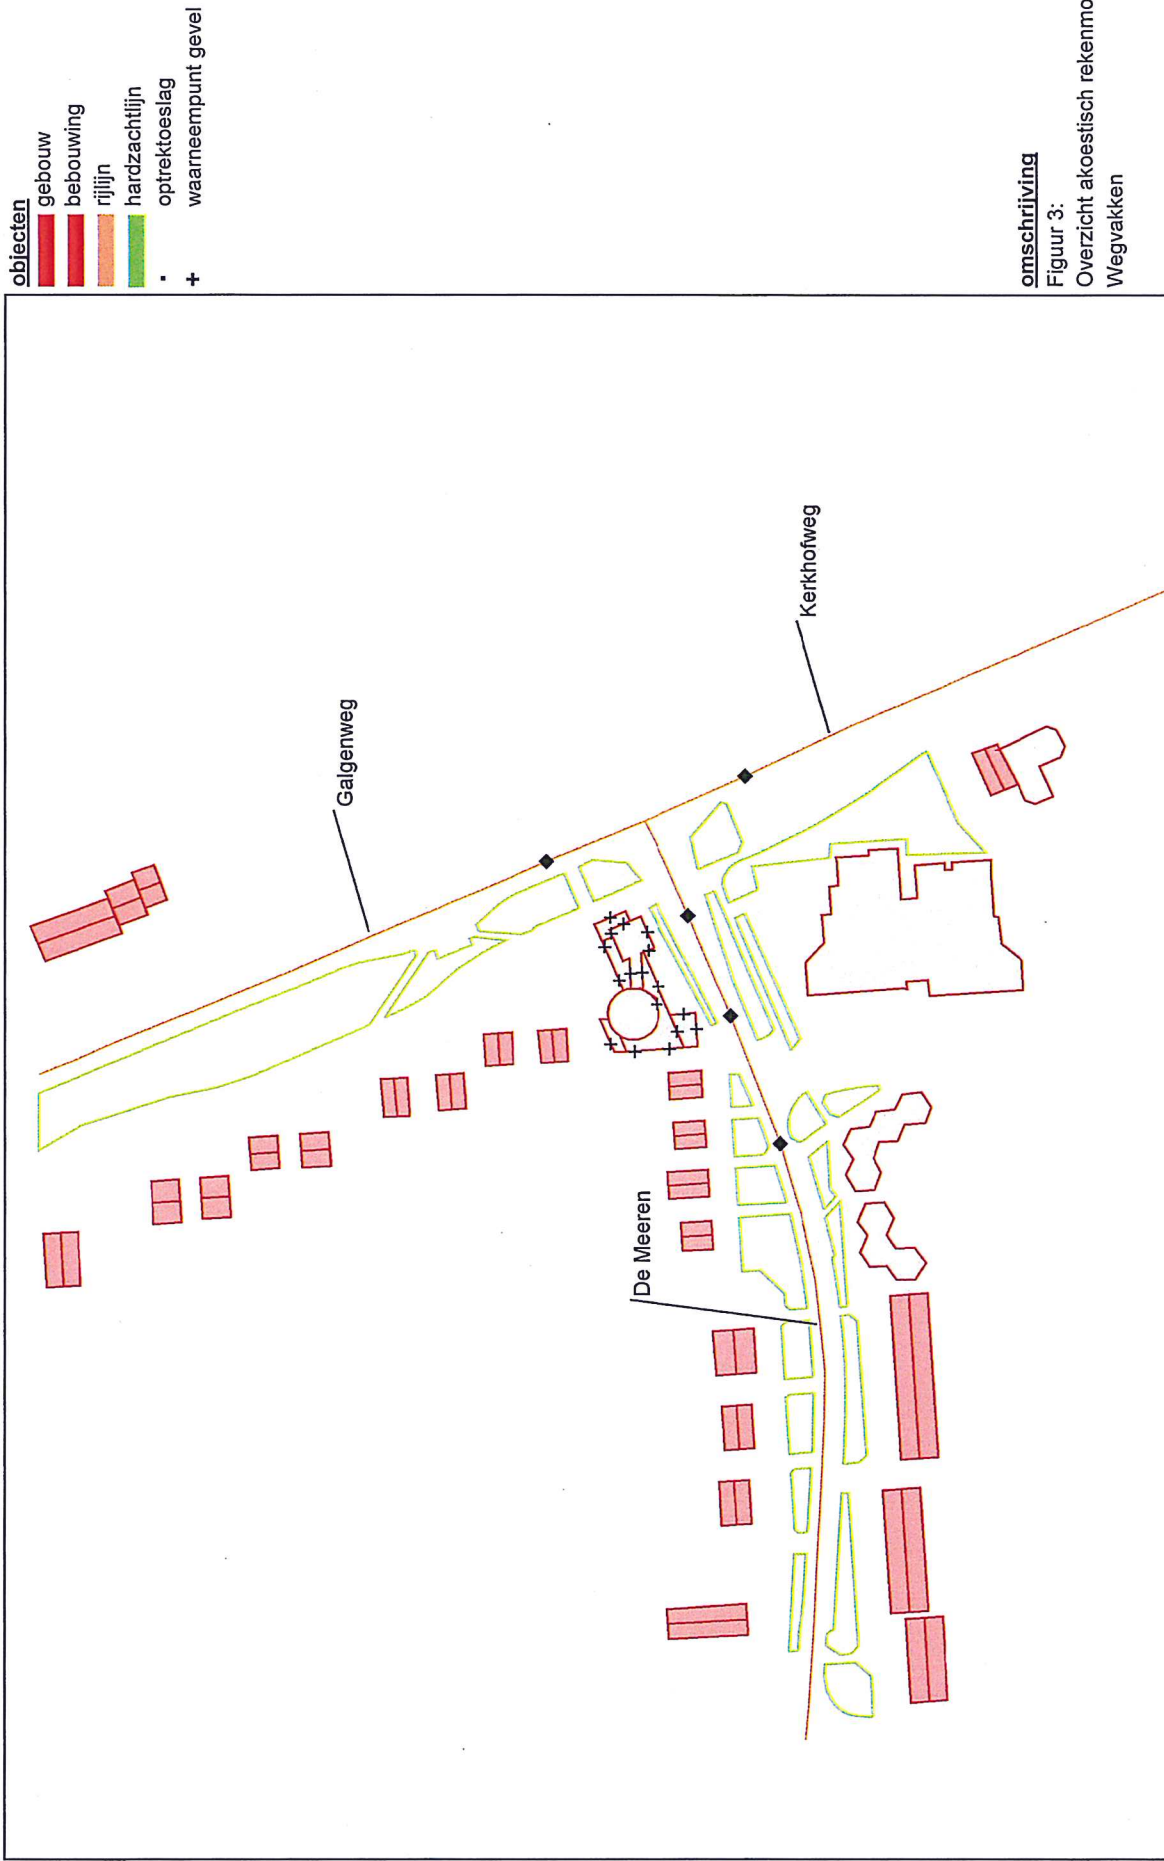 objecten
gebouw
bebouwing
rijlijn
hardzachtlijn
optrektoeslag
waarneempunt gevel
Galgenweg
Kerkhofweg
De Meeren
omschrijving
Figuur 3:
Overzicht akoestisch rekenmo
Wegvakken